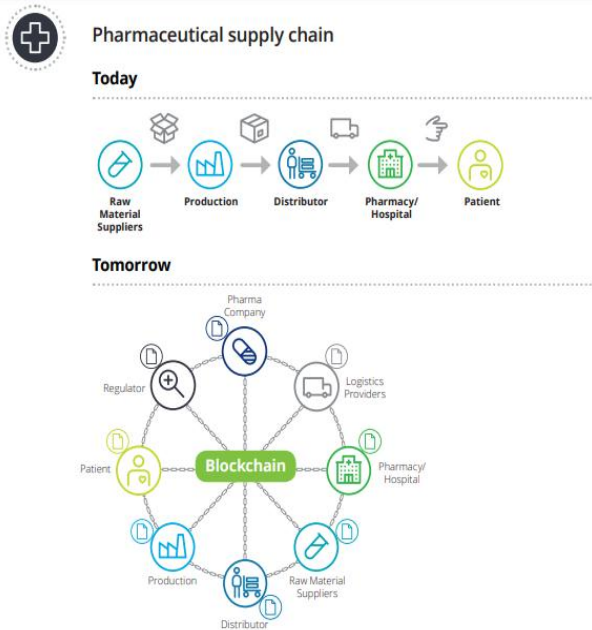 Pharmaceutical supply chain
Today
Raw
Material
Suppliers
Production
Distributor
Pharmacy/
Hospital
Patient
Tomorrow
Pharma
Company
Regulator
Logistics
Providers
Patient
Blockchain
Pharmacy/
Hospital
Production
Raw Material
Suppliers
Distributor